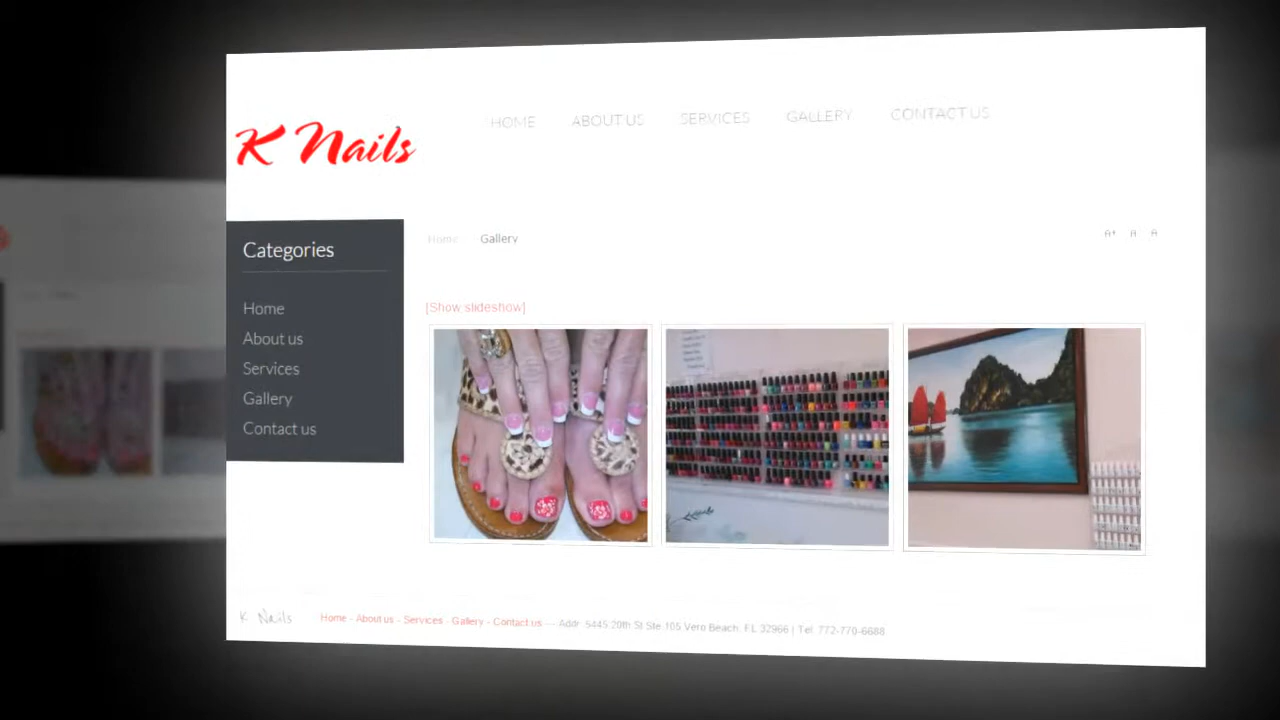 K Nails
HOME ABOUT US SERVICES GALLERY CONTACT US
Categories
Home
About us
Services
Gallery
Contact us
Home Gallery
A+ A A
[Show slideshow]
K Nails
Home - About us - Services - Gallery - Contact us ---- Addr: 5445 20th St Ste 105 Vero Beach, FL 32966 | Tel: 772-770-6688